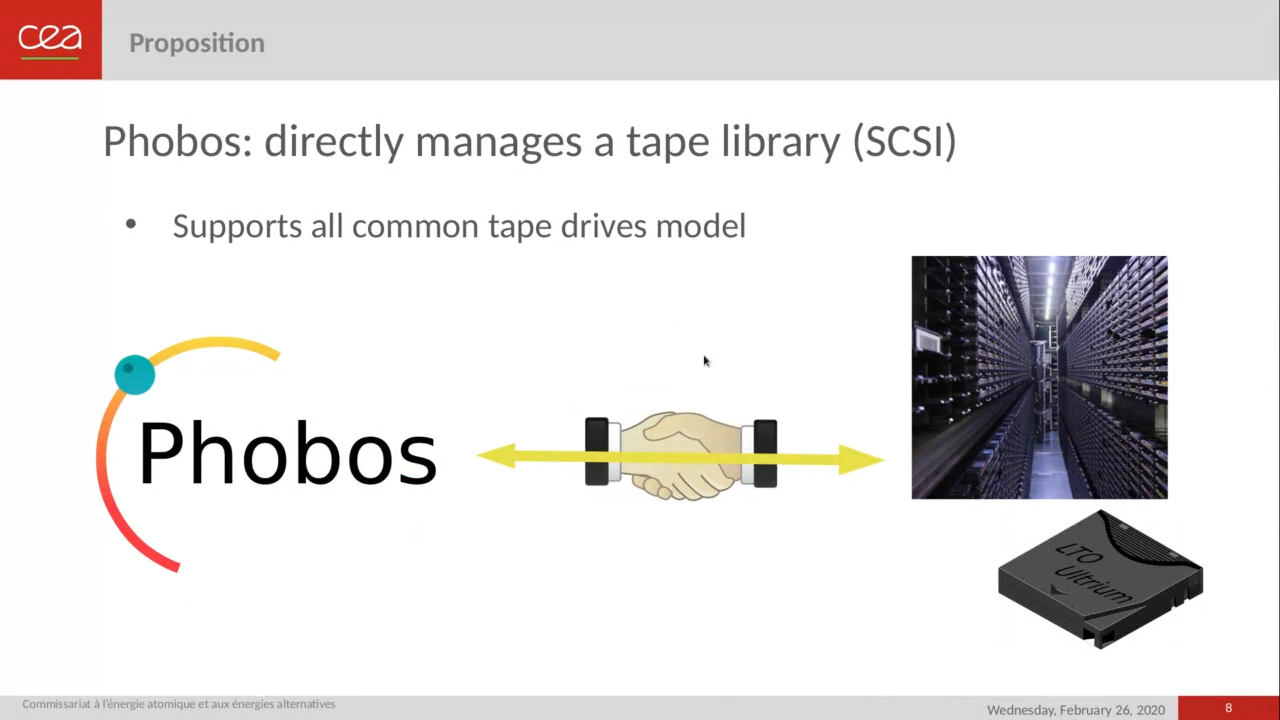 cea
Proposition
Phobos: directly manages a tape library (SCSI)
• Supports all common tape drives model
Phobos
LTO
Ultrium
Commissariat à l'énergie atomique et aux énergies alternatives
Wednesday, February 26, 2020
8